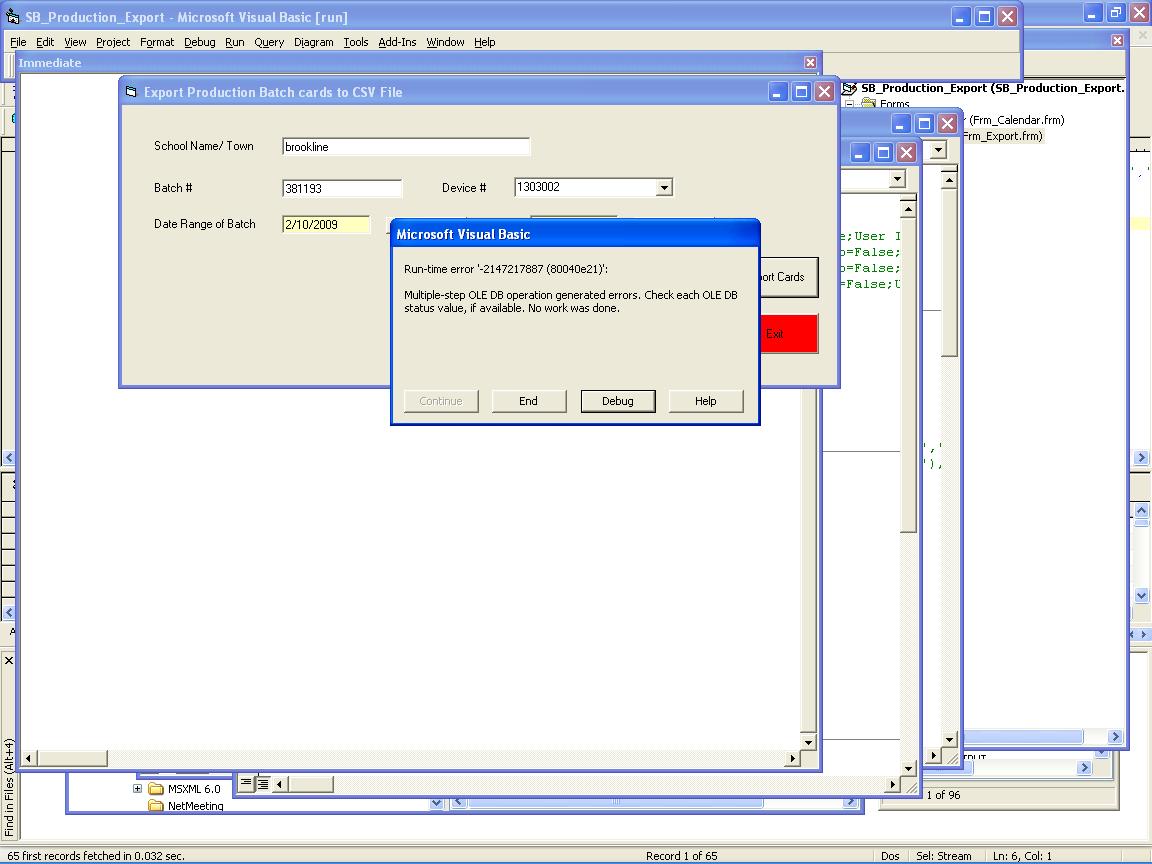 SB_Production_Export - Microsoft Visual Basic [run]
File Edit View Project Format Debug Run Query Diagram Tools Add-Ins Window Help
Immediate
Export Production Batch cards to CSV File
SB_Production_Export (SB_Production_Export.
Forms
(Frm_Calendar.frm)
Frm_Export.frm)
School Name/ Town
brookline
Batch #
381193
Device #
1303002
Date Range of Batch
2/10/2009
Microsoft Visual Basic
Run-time error '-2147217887 (80040e21)':
Multiple-step OLE DB operation generated errors. Check each OLE DB
status value, if available. No work was done.
Continue
End
Debug
Help
ort Cards
Exit
e;User I
o=False;
o=False;
=False;U
','
'),
MSXML 6.0
NetMeeting
1 of 96
Find in Files (Alt+4)
65 first records fetched in 0.032 sec.
Record 1 of 65
Dos
Sel: Stream
Ln: 6, Col: 1